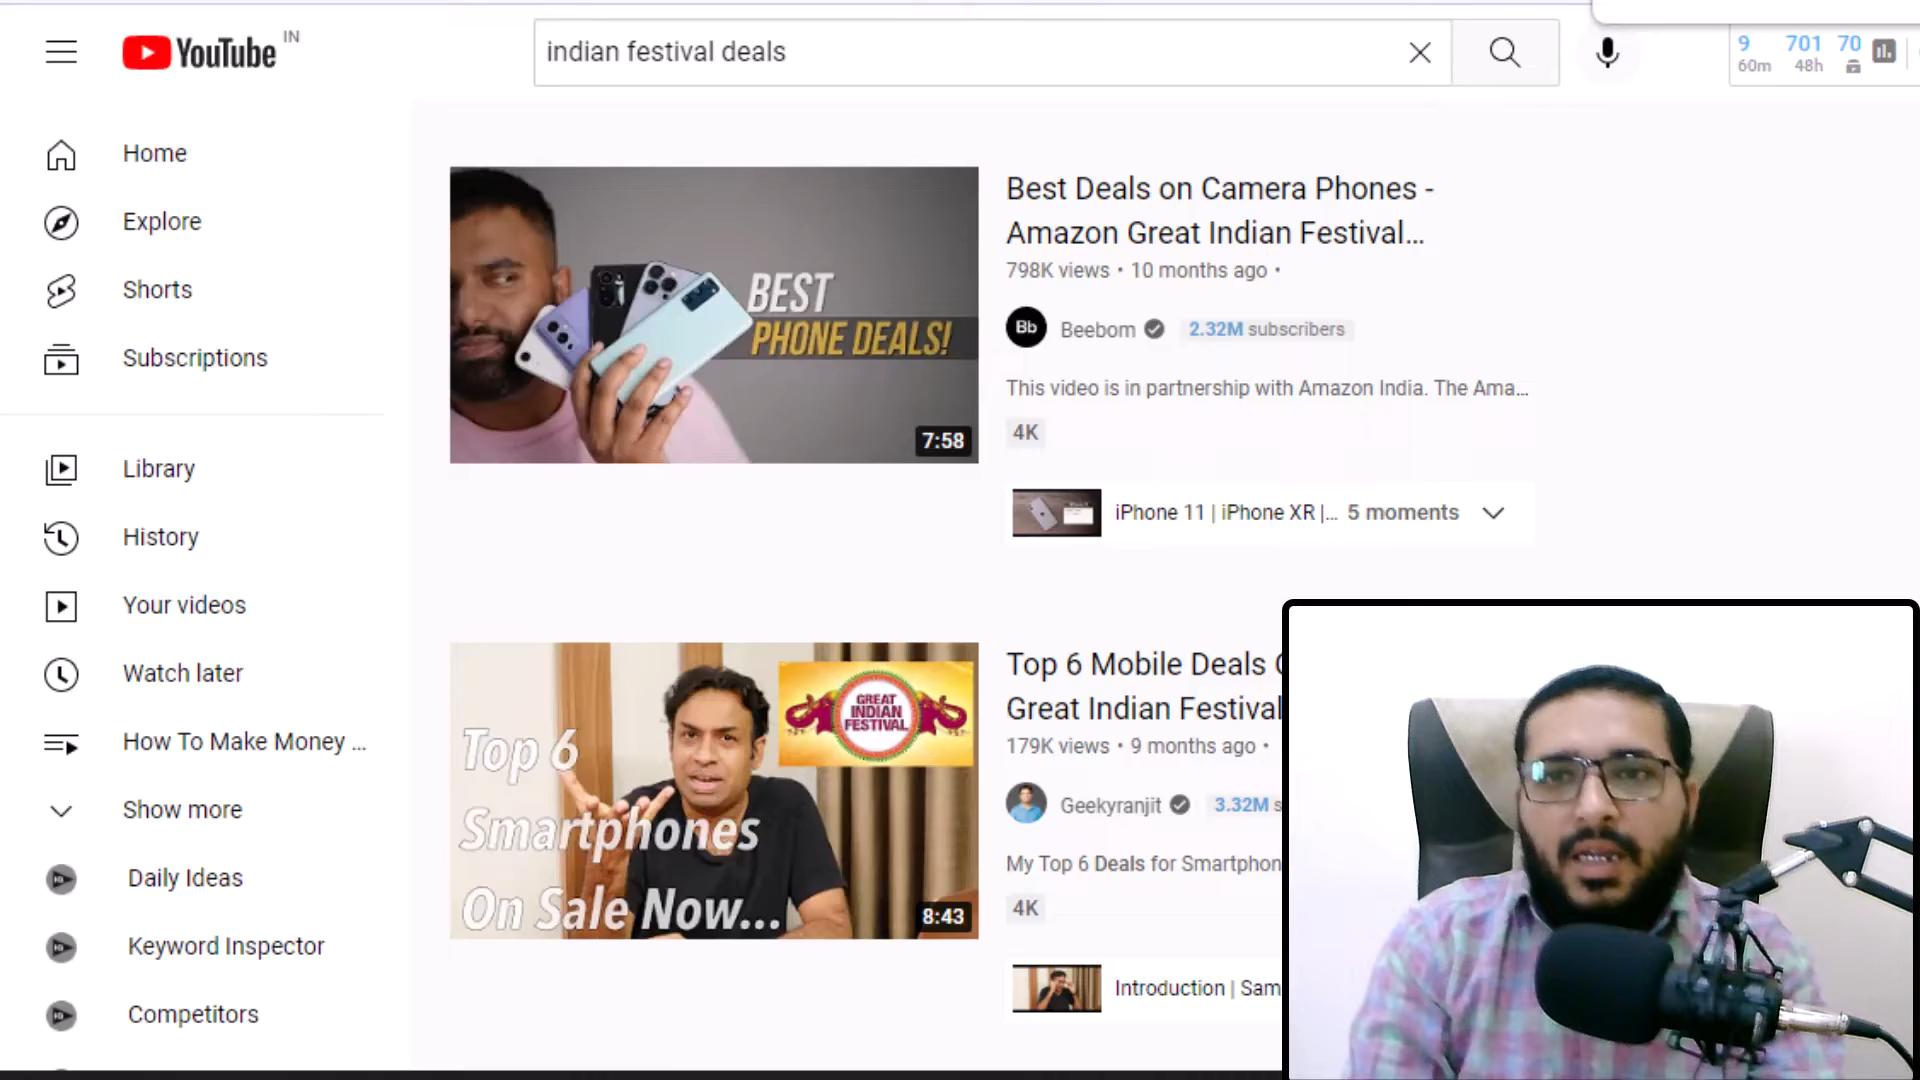 YouTube IN
indian festival deals
9 701 70
60m 48h
Home
Explore
Shorts
Subscriptions
Library
History
Your videos
Watch later
How To Make Money ...
Show more
Daily Ideas
Keyword Inspector
Competitors
BEST
PHONE DEALS!
7:58
Best Deals on Camera Phones -
Amazon Great Indian Festival...
798K views • 10 months ago •
Bb Beebom 2.32M subscribers
This video is in partnership with Amazon India. The Ama...
4K
iPhone 11 | iPhone XR |... 5 moments
GREAT
INDIAN
FESTIVAL
Top 6
Smartphones
On Sale Now...
8:43
Top 6 Mobile Deals
Great Indian Festival
179K views • 9 months ago •
Geekyranjit 3.32M s
My Top 6 Deals for Smartphon
4K
Introduction | Sam